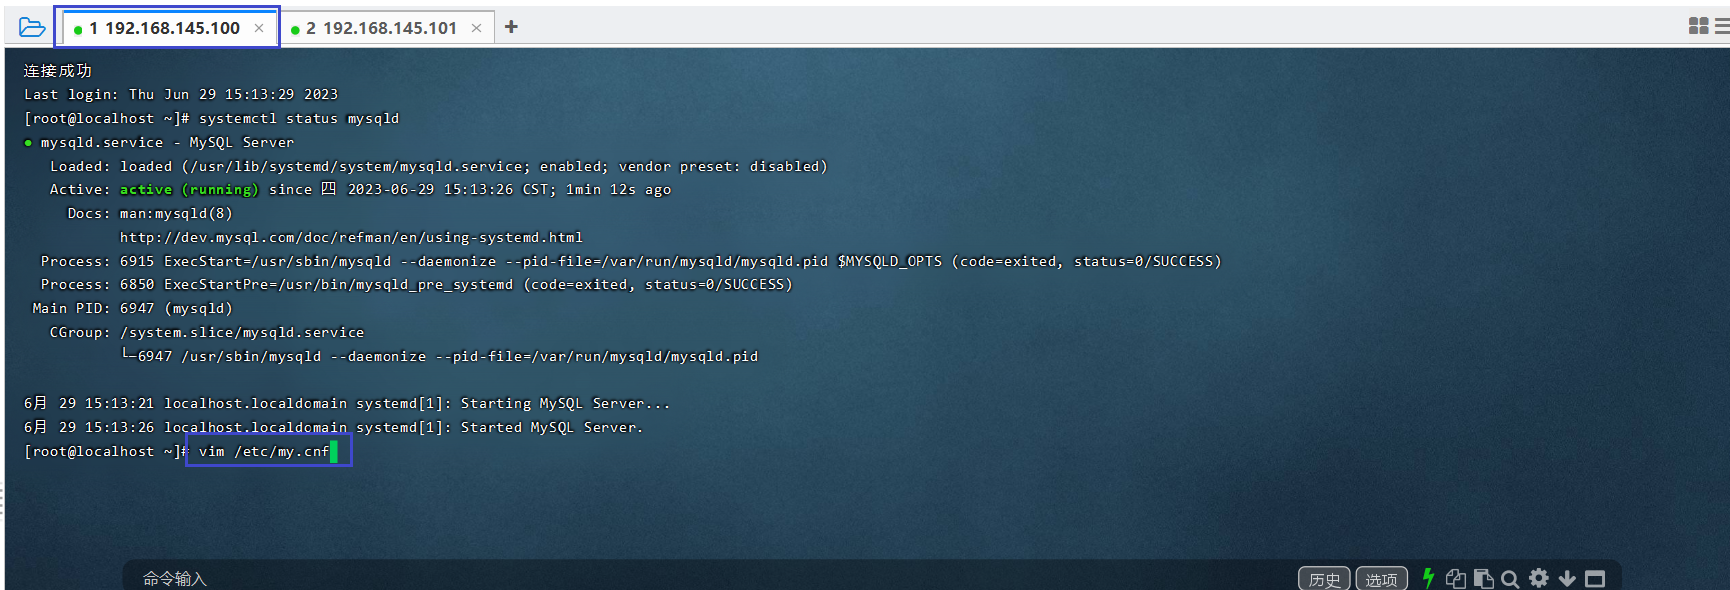 1 192.168.145.100 × 2 192.168.145.101 × +
连接成功
Last login: Thu Jun 29 15:13:29 2023
[root@localhost ~]# systemctl status mysqld
● mysqld.service - MySQL Server
Loaded: loaded (/usr/lib/systemd/system/mysqld.service; enabled; vendor preset: disabled)
Active: active (running) since 四 2023-06-29 15:13:26 CST; 1min 12s ago
Docs: man:mysqld(8)
http://dev.mysql.com/doc/refman/en/using-systemd.html
Process: 6915 ExecStart=/usr/sbin/mysqld --daemonize --pid-file=/var/run/mysqld/mysqld.pid $MYSQLD_OPTS (code=exited, status=0/SUCCESS)
Process: 6850 ExecStartPre=/usr/bin/mysqld_pre_systemd (code=exited, status=0/SUCCESS)
Main PID: 6947 (mysqld)
CGroup: /system.slice/mysqld.service
└─6947 /usr/sbin/mysqld --daemonize --pid-file=/var/run/mysqld/mysqld.pid
6月 29 15:13:21 localhost.localdomain systemd[1]: Starting MySQL Server...
6月 29 15:13:26 localhost.localdomain systemd[1]: Started MySQL Server.
[root@localhost ~]# vim /etc/my.cnf
命令输入 历史 选项